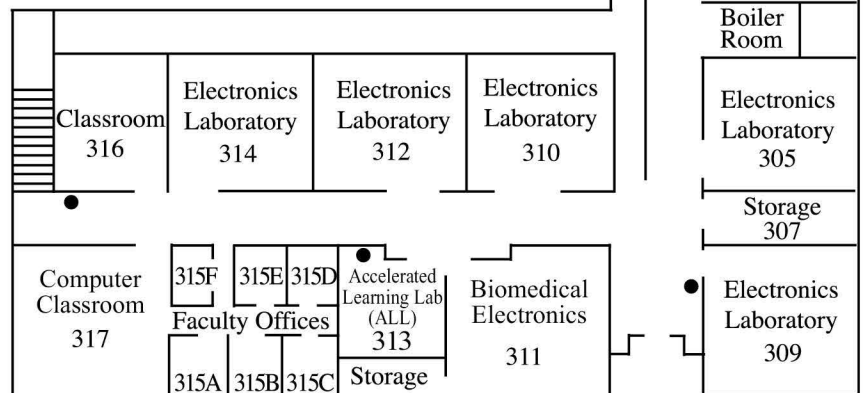 Boiler
Room
Classroom
316
Electronics
Laboratory
314
Electronics
Laboratory
312
Electronics
Laboratory
310
Electronics
Laboratory
305
Storage
307
Computer
Classroom
317
315F
315E
315D
Faculty Offices
315A
315B
315C
Accelerated
Learning Lab
(ALL)
313
Storage
Biomedical
Electronics
311
Electronics
Laboratory
309